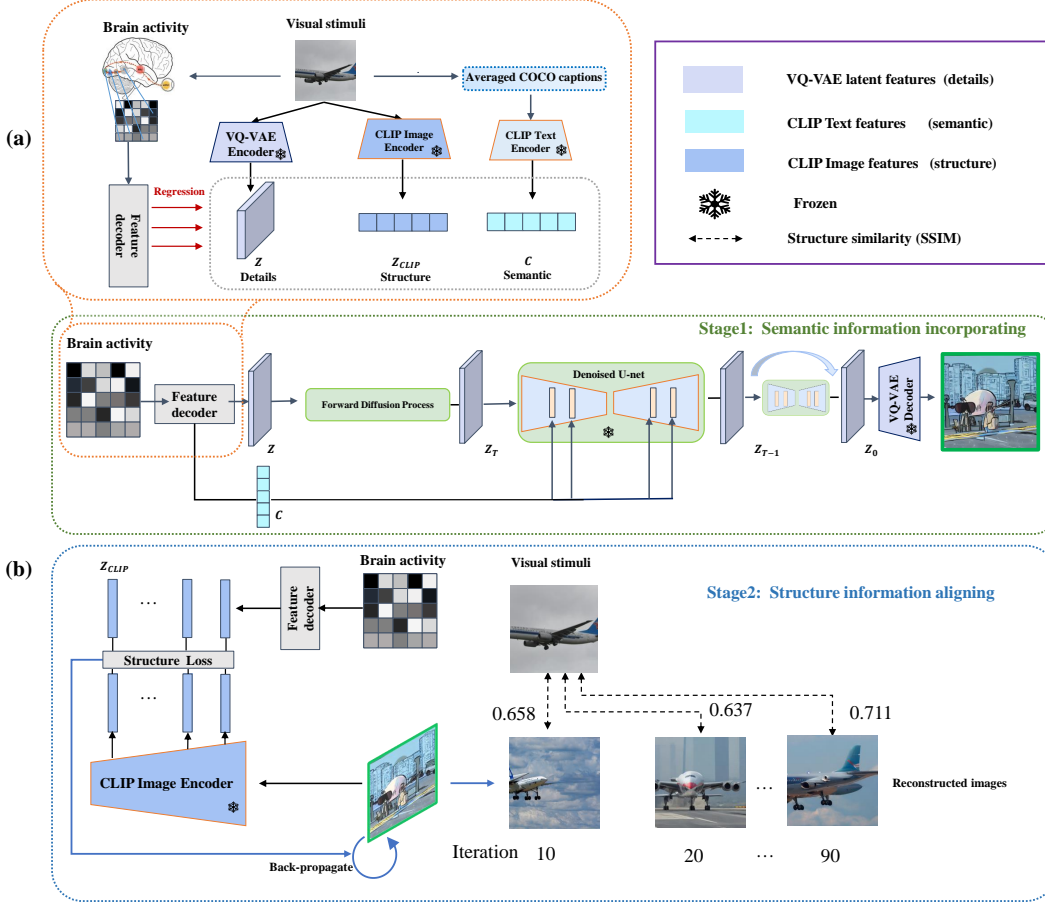 (a)
Brain activity
Visual stimuli
Averaged COCO captions
VQ-VAE
Encoder
CLIP Image
Encoder
CLIP Text
Encoder
Regression
Feature
decoder
Z
Details
Z_CLIP
Structure
C
Semantic
VQ-VAE latent features (details)
CLIP Text features (semantic)
CLIP Image features (structure)
Frozen
Structure similarity (SSIM)
Stage1: Semantic information incorporating
Brain activity
Feature
decoder
Z
Forward Diffusion Process
Z_T
Denoised U-net
Z_{T-1}
Z_0
VQ-VAE
Decoder
C
(b)
Z_CLIP
...
Feature
decoder
Brain activity
Structure Loss
...
CLIP Image Encoder
Back-propagate
Visual stimuli
Stage2: Structure information aligning
0.658
0.637
0.711
...
Reconstructed images
Iteration 10 20 ... 90